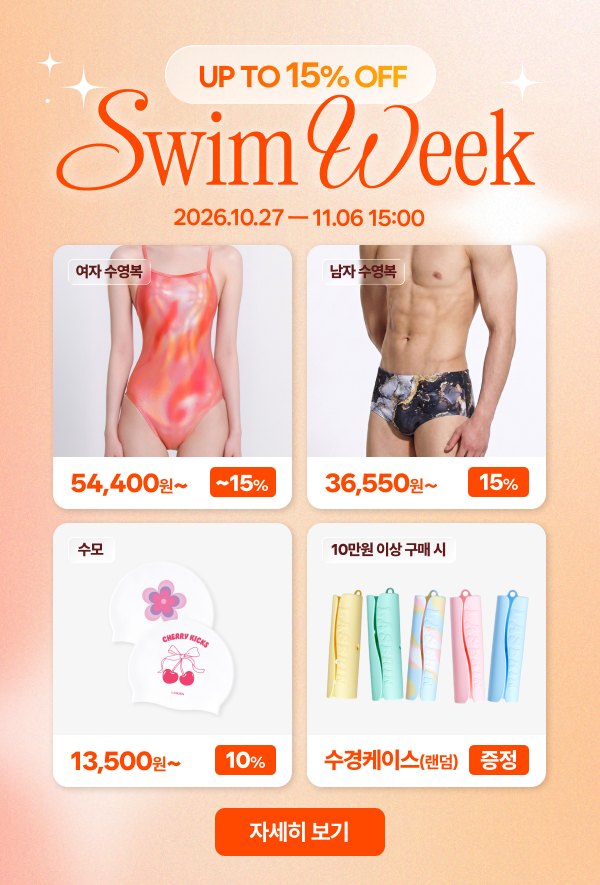 UP TO 15% OFF
Swim Week
2026.10.27 — 11.06 15:00
여자 수영복
남자 수영복
54,400원~
~15%
36,550원~
15%
수모
10만원 이상 구매 시
CHERRY KICKS
13,500원~
10%
수경케이스(랜덤)
증정
자세히 보기